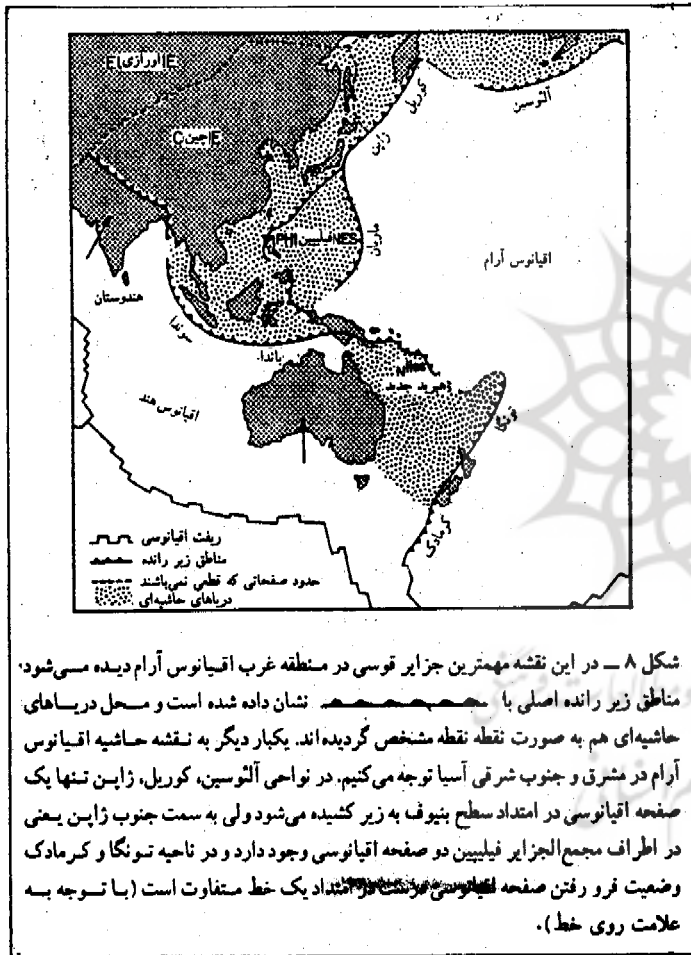 E اورازی E
C چین E
کوریل
آلئوسین
ژاپن
PHI فیلیپین NES
ماریان
اقیانوس آرام
هندوستان
سوندا
باندا
هیبرید جدید
اقیانوس هند
تونگا
کرمادک
ریفت اقیانوسی
مناطق زیر رانده
حدود صفحاتی که قطعی نمی‌باشند
دریاهای حاشیه‌ای
شکل ۸ ــ در این نقشه مهمترین جزایر قوسی در منطقه غرب اقیانوس آرام دیده می‌شود.
مناطق زیر رانده اصلی با نشان داده شده است و محل دریاهای
حاشیه‌ای هم به صورت نقطه نقطه مشخص گردیده‌اند. یکبار دیگر به نقشه حاشیه اقیانوس
آرام در مشرق و جنوب شرقی آسیا توجه می‌کنیم. در نواحی آلئوسین، کوریل، ژاپن تنها یک
صفحه اقیانوسی در امتداد سطح بنیوف به زیر کشیده می‌شود ولی به سمت جنوب ژاپن یعنی
در اطراف مجمع‌الجزایر فیلیپین دو صفحه اقیانوسی وجود دارد و در ناحیه تونگا و کرمادک
وضعیت فرو رفتن صفحه امتداد یک خط متفاوت است (با توجه به
علامت روی خط).